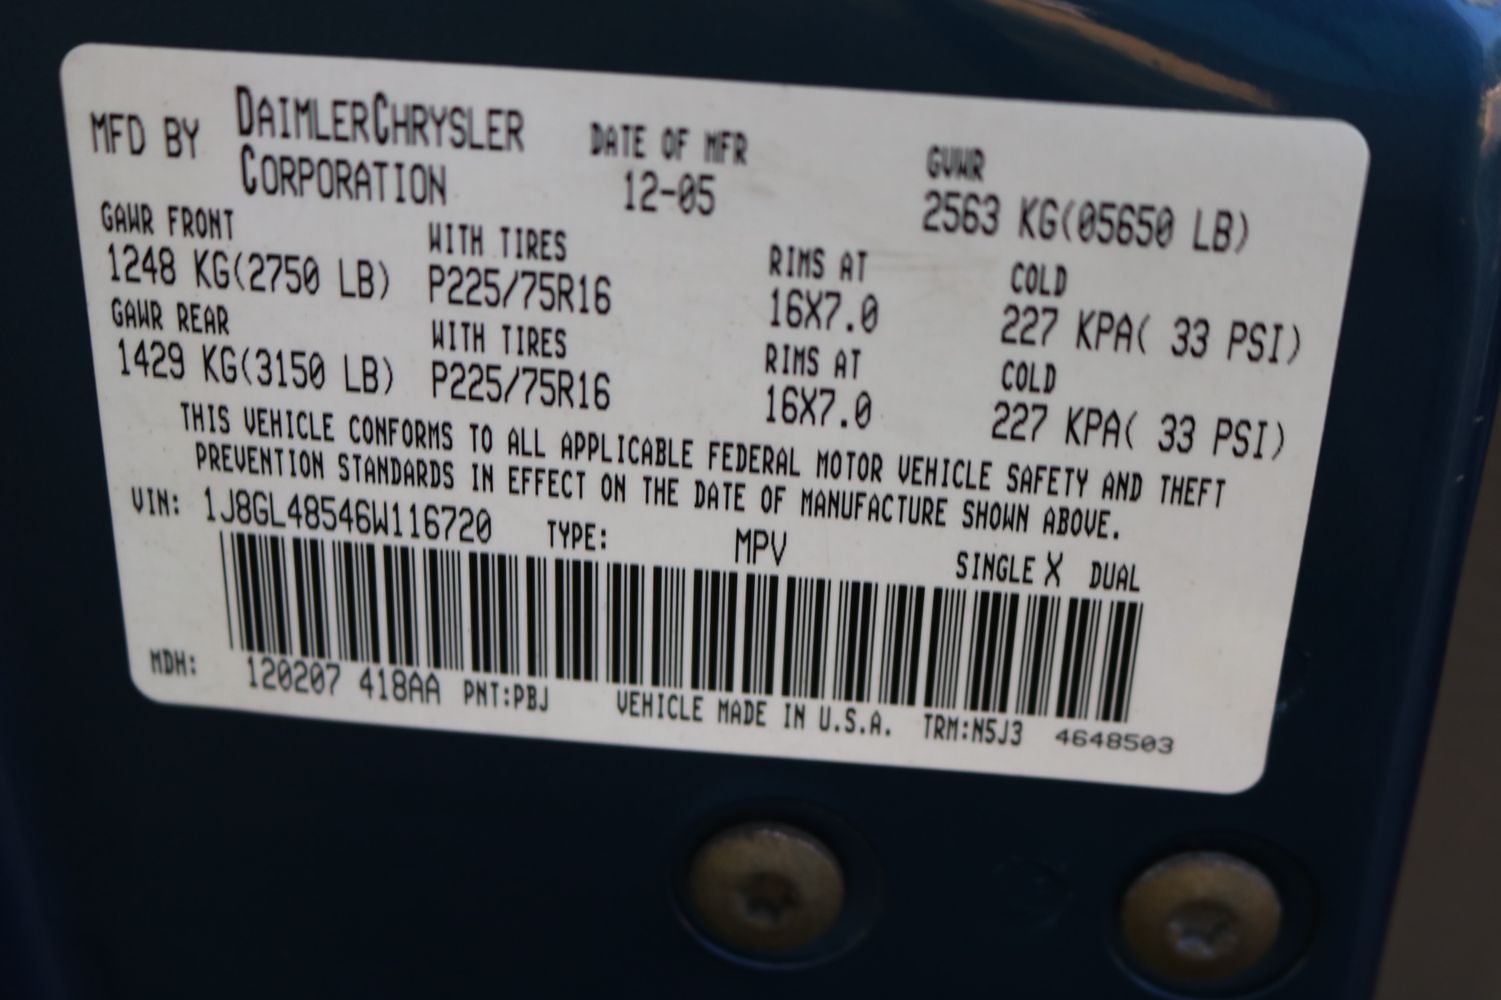 MFD BY DAIMLERCHRYSLER CORPORATION DATE OF MFR 12-05 GVWR 2563 KG(05650 LB)
GAWR FRONT WITH TIRES RIMS AT COLD
1248 KG(2750 LB) P225/75R16 16X7.0 227 KPA( 33 PSI)
GAWR REAR WITH TIRES RIMS AT COLD
1429 KG(3150 LB) P225/75R16 16X7.0 227 KPA( 33 PSI)
THIS VEHICLE CONFORMS TO ALL APPLICABLE FEDERAL MOTOR VEHICLE SAFETY AND THEFT
PREVENTION STANDARDS IN EFFECT ON THE DATE OF MANUFACTURE SHOWN ABOVE.
VIN: 1J8GL48546W116720 TYPE: MPV SINGLE X DUAL
MDH: 120207 418AA PNT:PBJ VEHICLE MADE IN U.S.A. TRM:N5J3 4648503